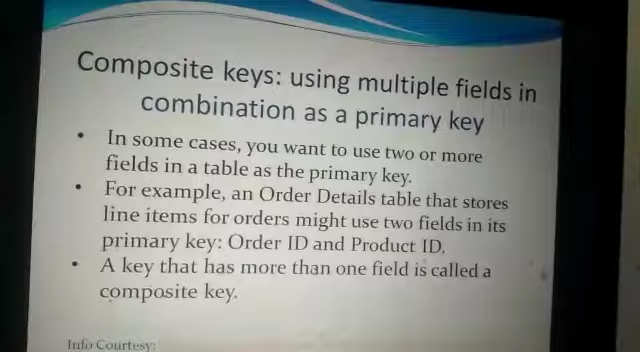 Composite keys: using multiple fields in
combination as a primary key
• In some cases, you want to use two or more
fields in a table as the primary key.
• For example, an Order Details table that stores
line items for orders might use two fields in its
primary key: Order ID and Product ID.
• A key that has more than one field is called a
composite key.
Info Courtesy: